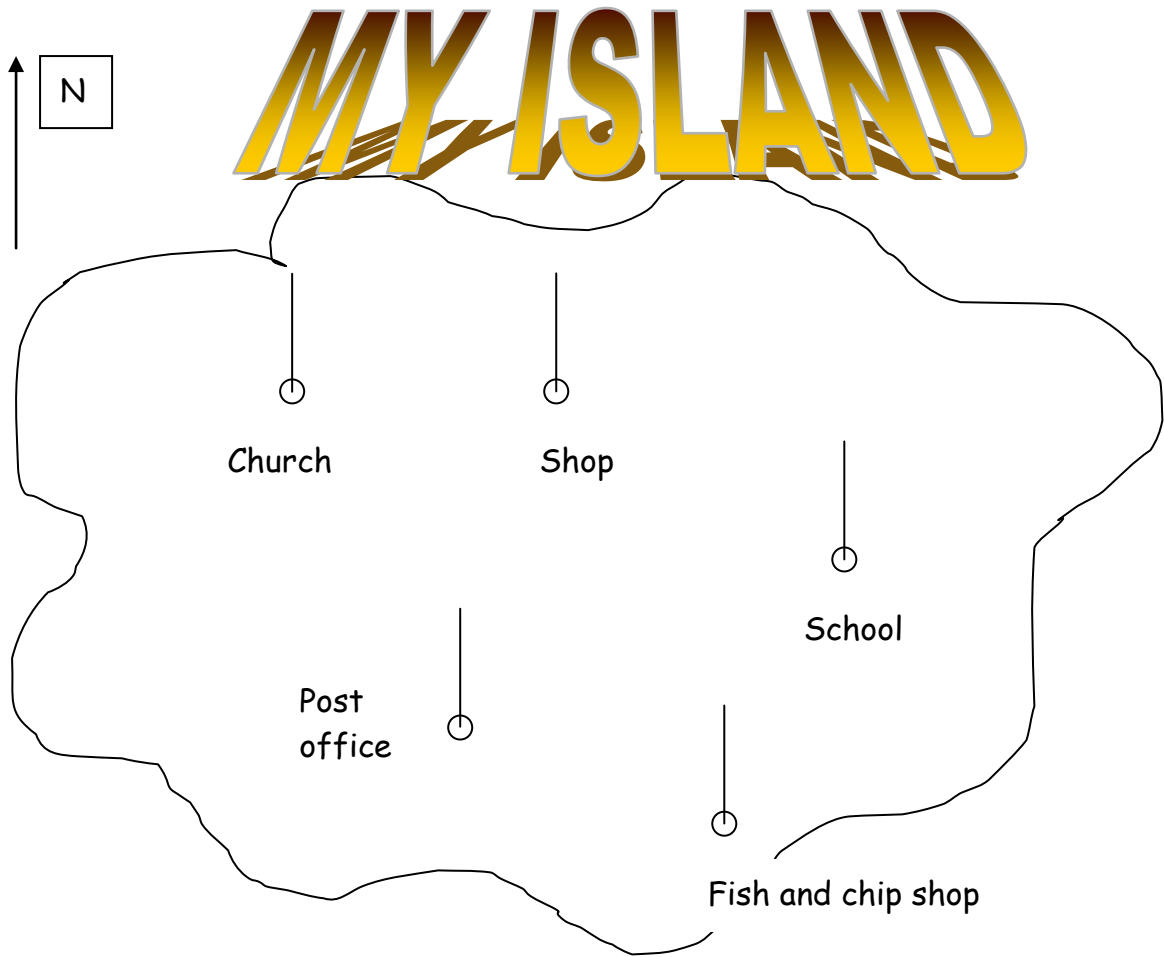 MY ISLAND
N
Church
Shop
School
Post
office
Fish and chip shop